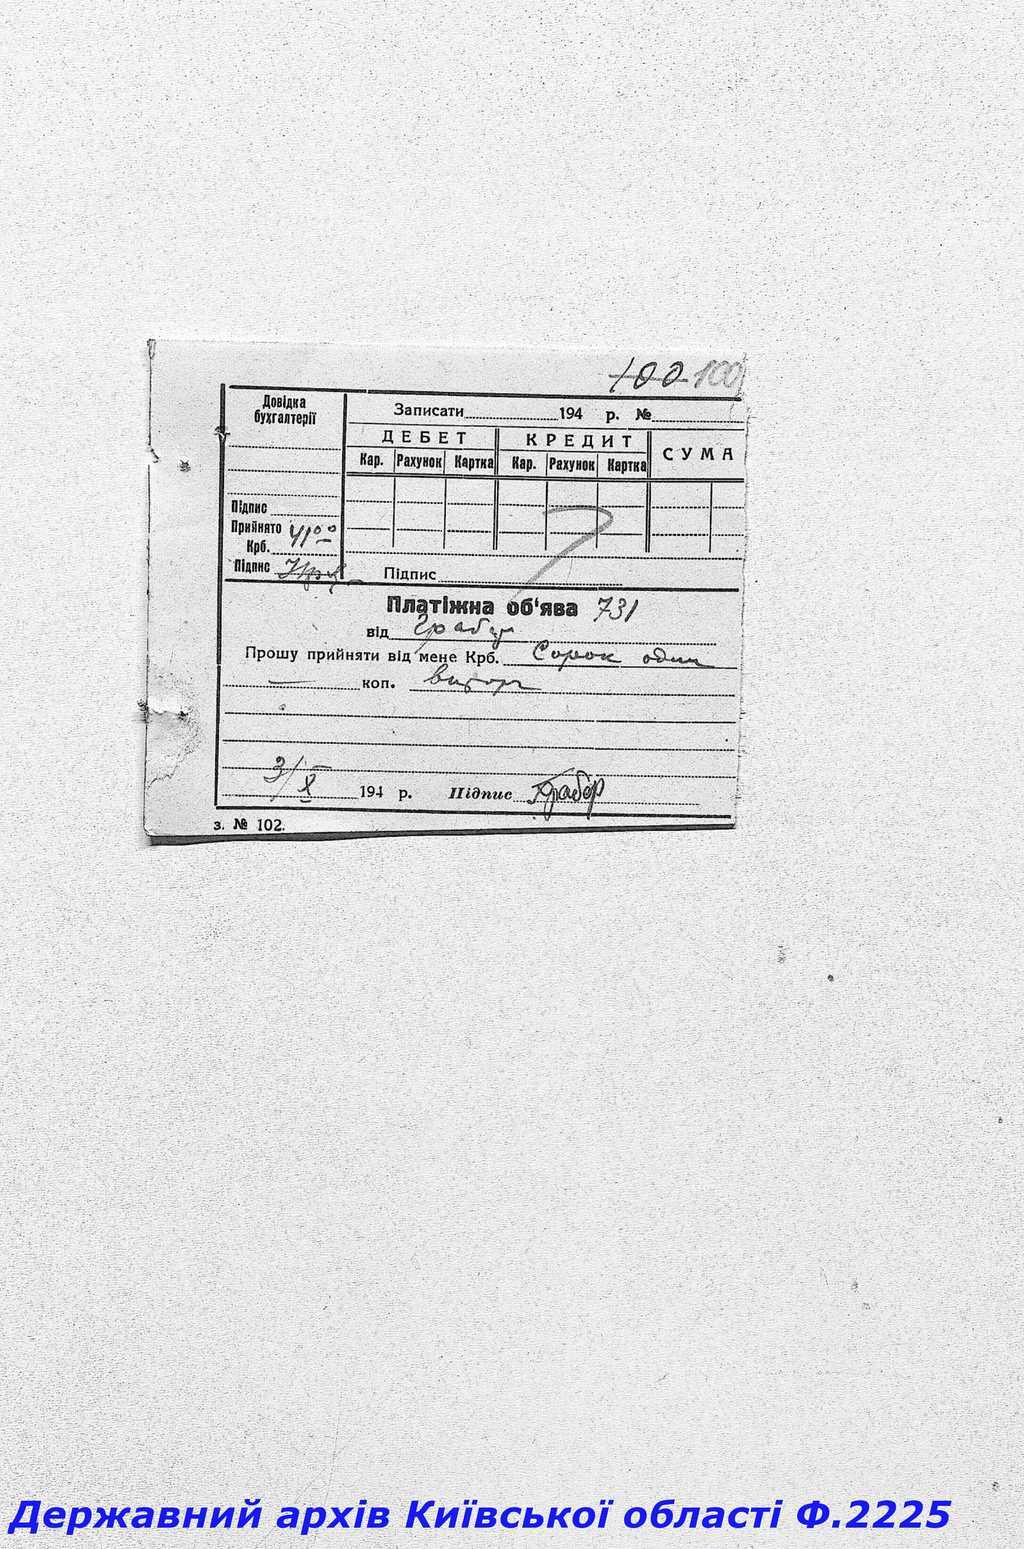 100 100
Довідка
бухгалтерії
Записати 194 р. №
ДЕБЕТ КРЕДИТ СУМА
Кар. Рахунок Картка Кар. Рахунок Картка
Підпис
Прийнято 41 00
Крб.
Підпис
Підпис
Платіжна об'ява 731
від
Прошу прийняти від мене Крб. Сорок один
коп.
3/X 194 р. Підпис
з. № 102.
Державний архів Київської області Ф.2225